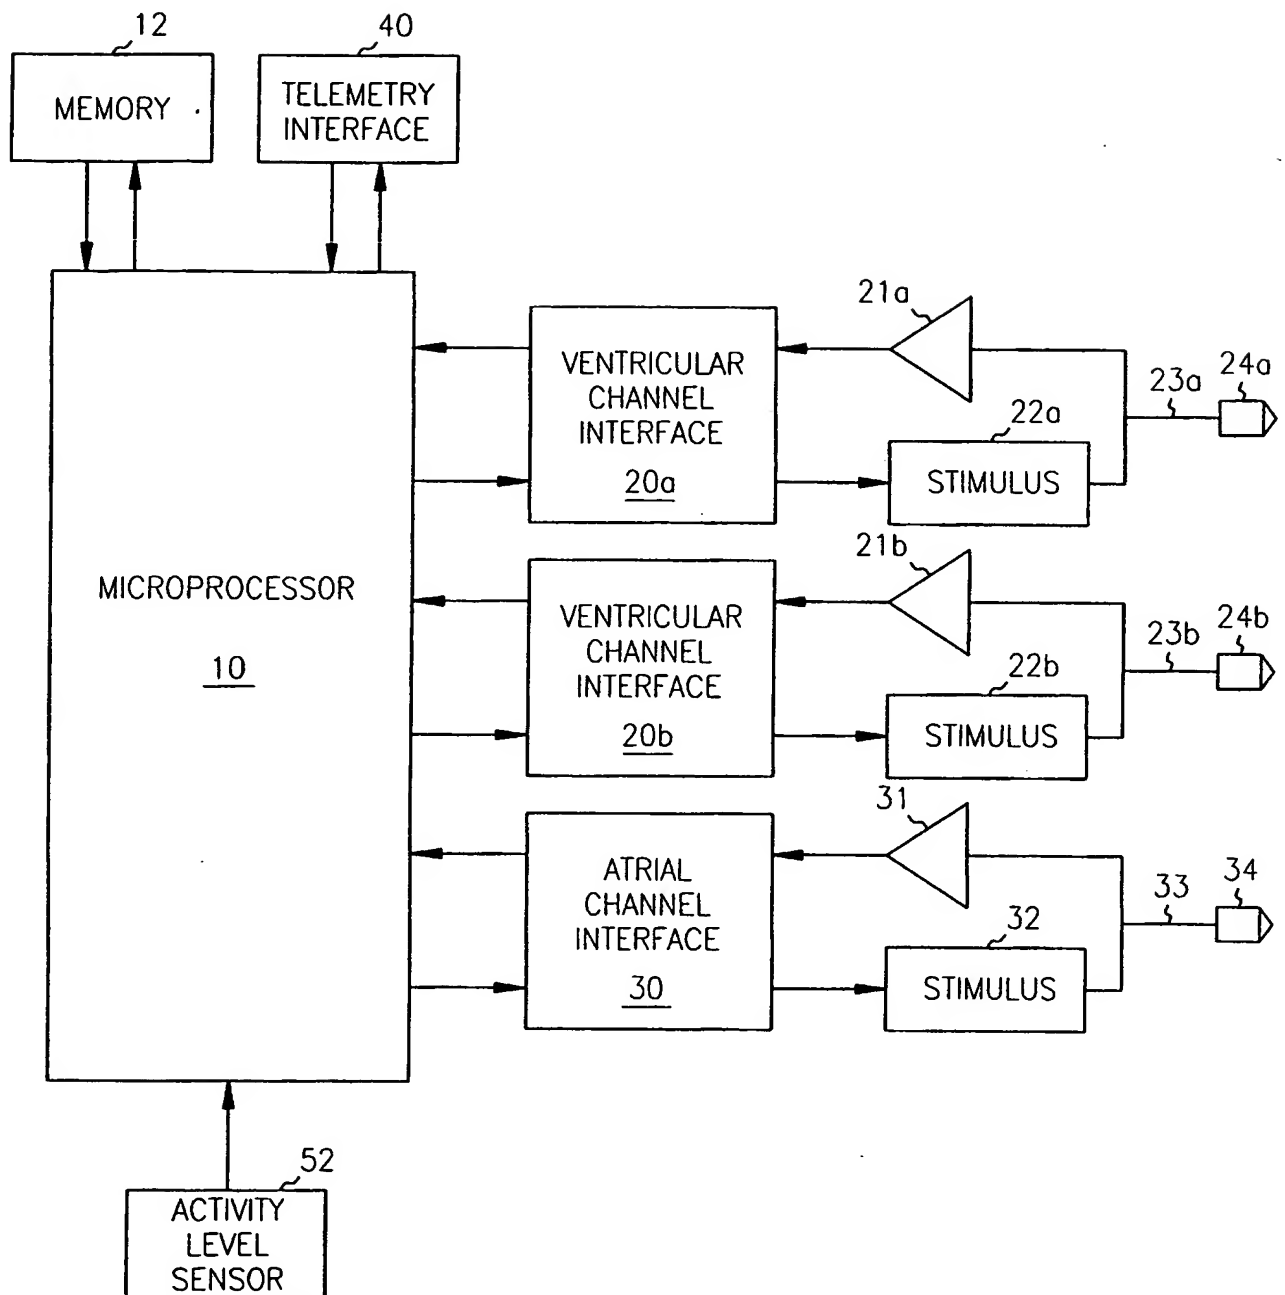 12
MEMORY
40
TELEMETRY
INTERFACE
MICROPROCESSOR
10
VENTRICULAR
CHANNEL
INTERFACE
20a
21a
22a
STIMULUS
23a
24a
VENTRICULAR
CHANNEL
INTERFACE
20b
21b
22b
STIMULUS
23b
24b
ATRIAL
CHANNEL
INTERFACE
30
31
32
STIMULUS
33
34
52
ACTIVITY
LEVEL
SENSOR